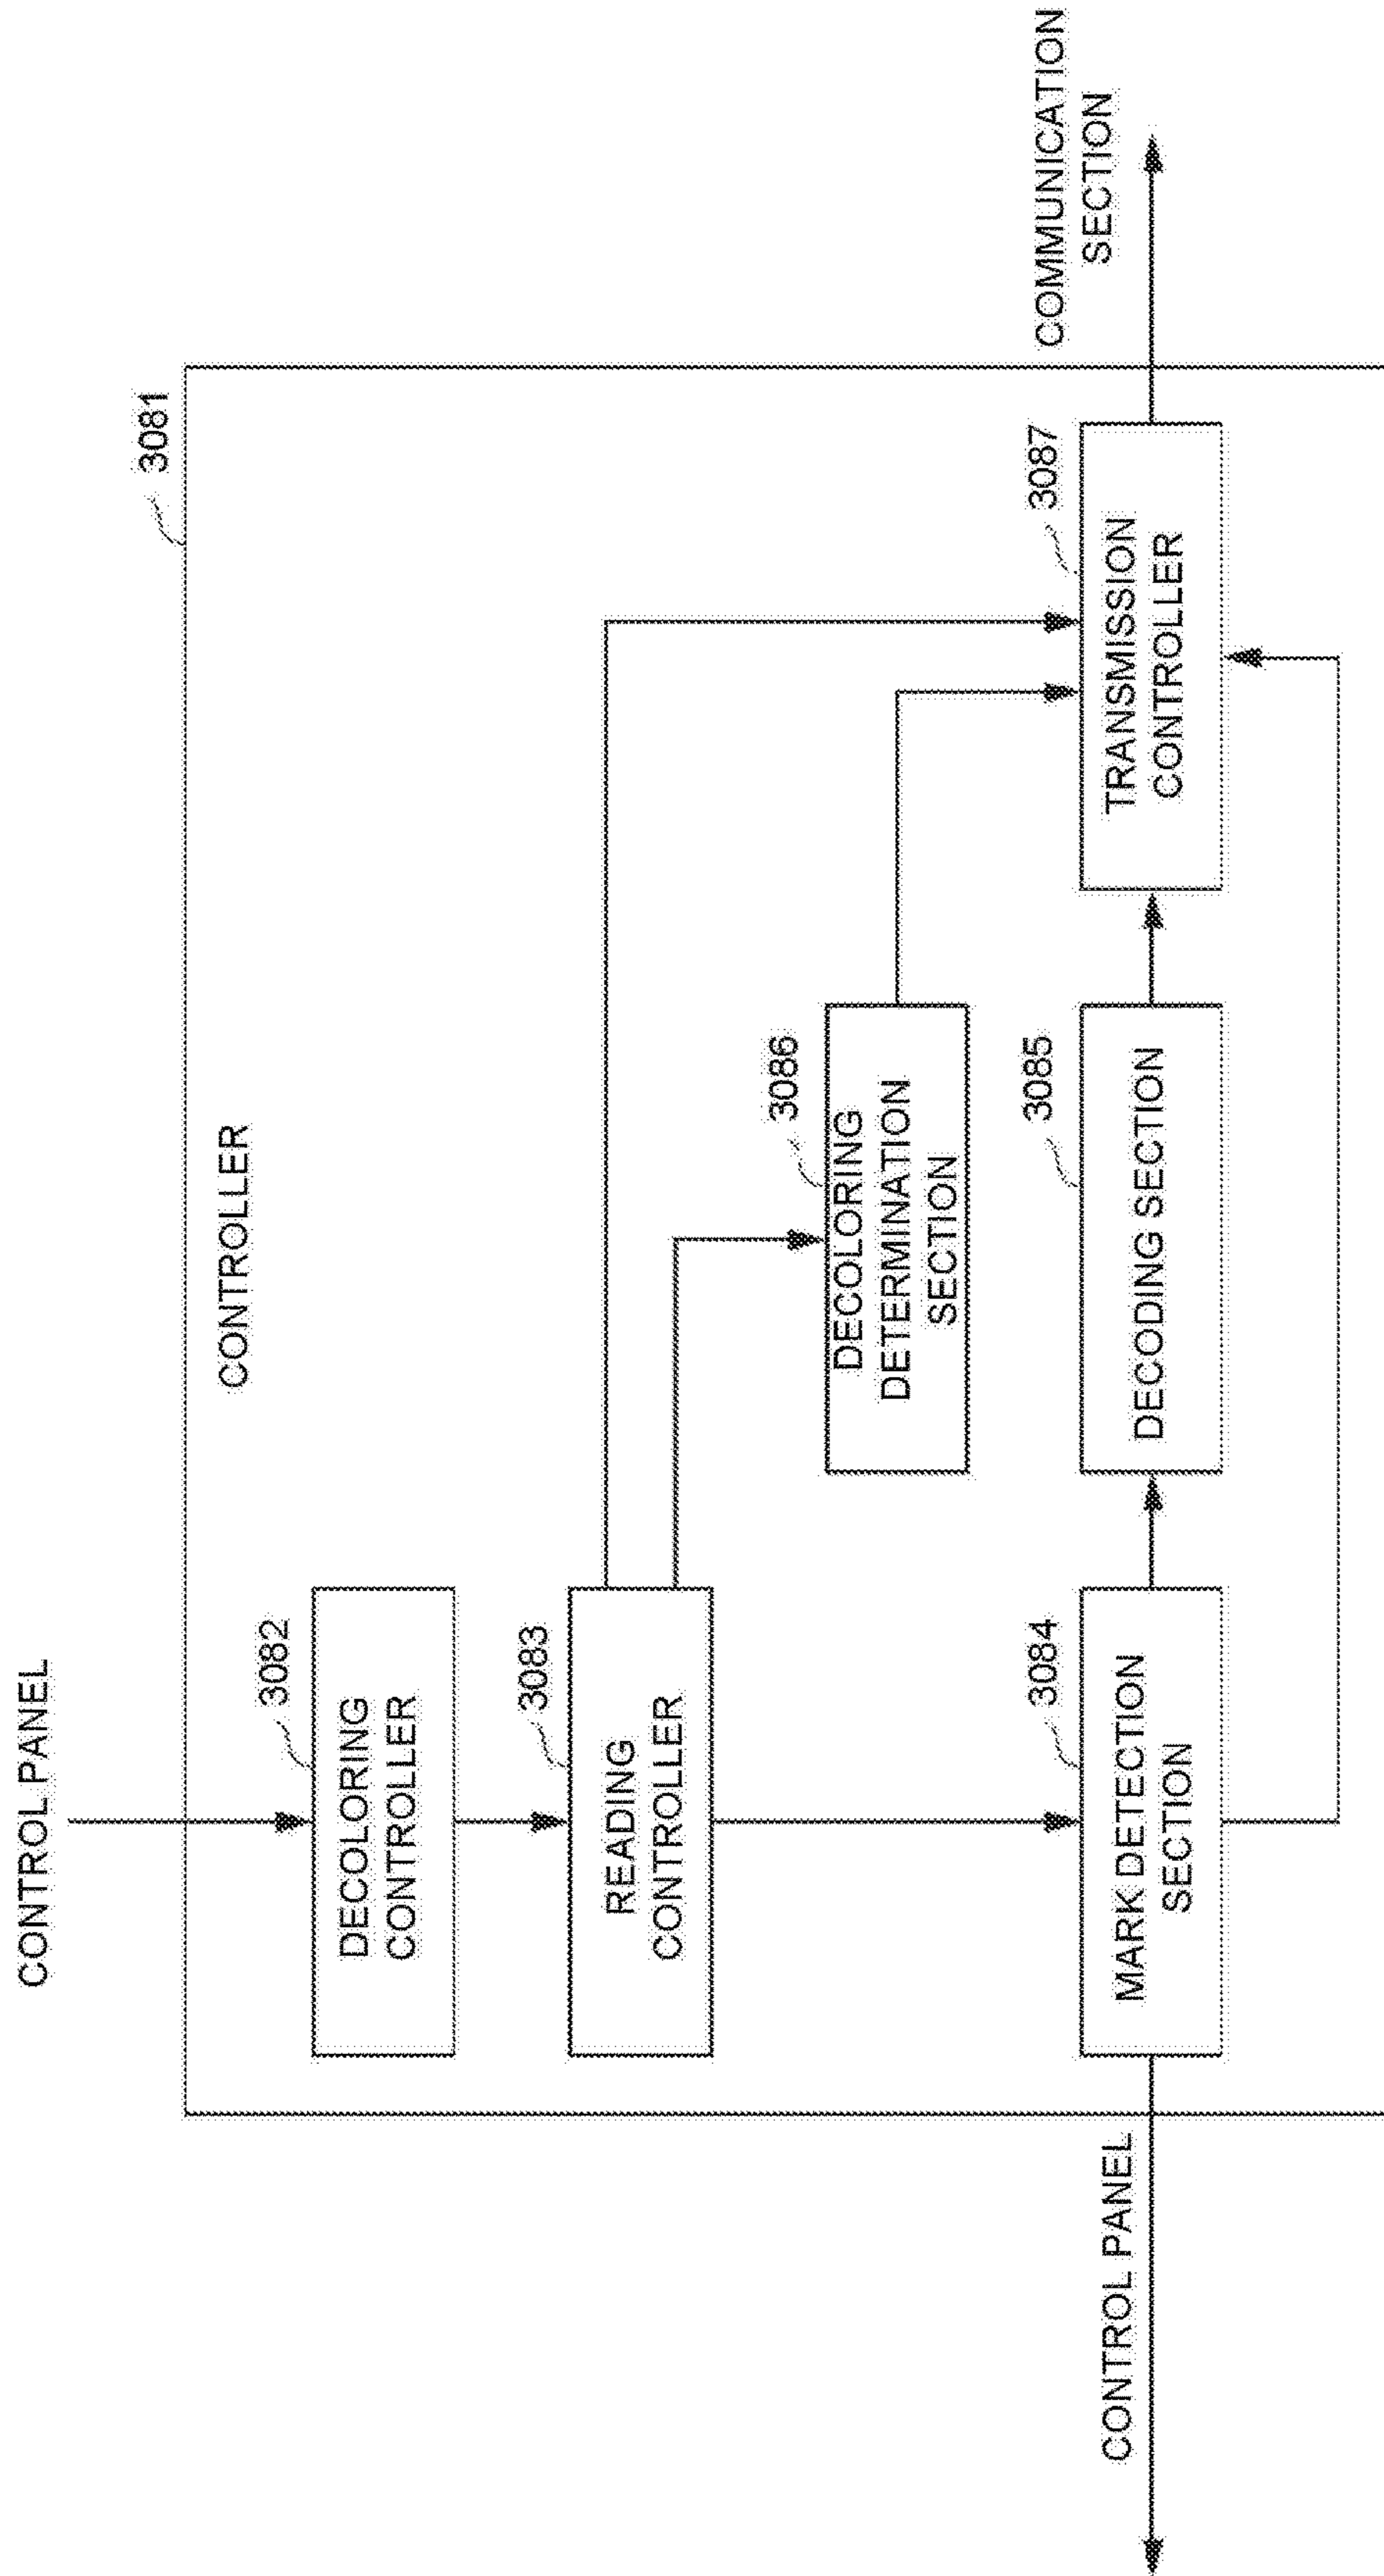 CONTROL PANEL
3081
CONTROLLER
3082
DECOLORING
CONTROLLER
3083
READING
CONTROLLER
3086
DECOLORING
DETERMINATION
SECTION
3084
MARK DETECTION
SECTION
3085
DECODING SECTION
3087
TRANSMISSION
CONTROLLER
CONTROL PANEL
COMMUNICATION
SECTION